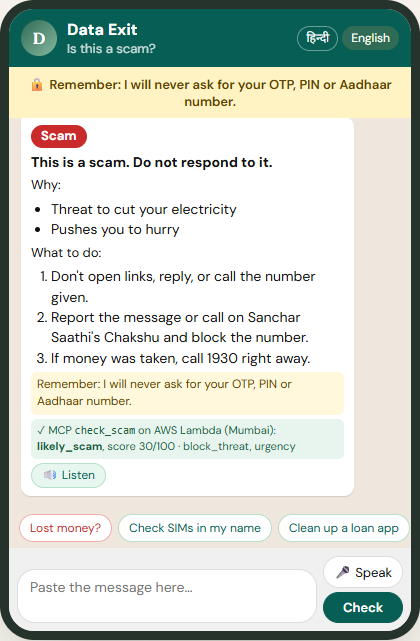 D
Data Exit
Is this a scam?
हिन्दी
English
🔒 Remember: I will never ask for your OTP, PIN or Aadhaar
number.
Scam
This is a scam. Do not respond to it.
Why:
• Threat to cut your electricity
• Pushes you to hurry
What to do:
1. Don't open links, reply, or call the number
given.
2. Report the message or call on Sanchar
Saathi's Chakshu and block the number.
3. If money was taken, call 1930 right away.
Remember: I will never ask for your OTP, PIN or
Aadhaar number.
✓ MCP check_scam on AWS Lambda (Mumbai):
likely_scam, score 30/100 · block_threat, urgency
🔊 Listen
Lost money?
Check SIMs in my name
Clean up a loan app
Paste the message here...
🎤 Speak
Check